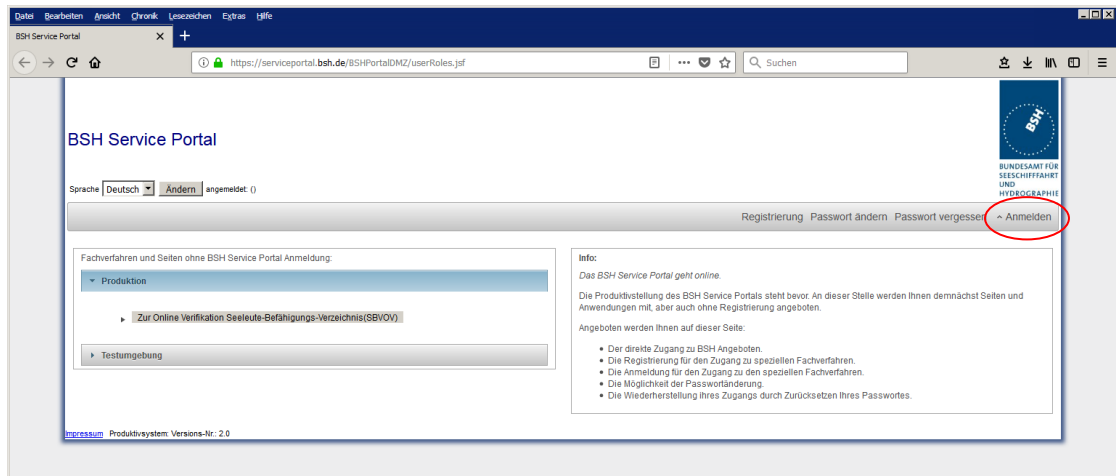 Datei Bearbeiten Ansicht Chronik Lesezeichen Extras Hilfe
BSH Service Portal
https://serviceportal.bsh.de/BSHPortalDMZ/userRoles.jsf
Suchen
BSH
BUNDESAMT FÜR
SEESCHIFFFAHRT
UND
HYDROGRAPHIE
BSH Service Portal
Sprache Deutsch Ändern angemeldet: ()
Registrierung Passwort ändern Passwort vergessen Anmelden
Fachverfahren und Seiten ohne BSH Service Portal Anmeldung:
Produktion
Zur Online Verifikation Seeleute-Befähigungs-Verzeichnis(SBVOV)
Testumgebung
Info:
Das BSH Service Portal geht online.
Die Produktivstellung des BSH Service Portals steht bevor. An dieser Stelle werden Ihnen demnächst Seiten und
Anwendungen mit, aber auch ohne Registrierung angeboten.
Angeboten werden Ihnen auf dieser Seite:
Der direkte Zugang zu BSH Angeboten.
Die Registrierung für den Zugang zu speziellen Fachverfahren.
Die Anmeldung für den Zugang zu den speziellen Fachverfahren.
Die Möglichkeit der Passwortänderung.
Die Wiederherstellung ihres Zugangs durch Zurücksetzen Ihres Passwortes.
Impressum Produktivsystem: Versions-Nr.: 2.0